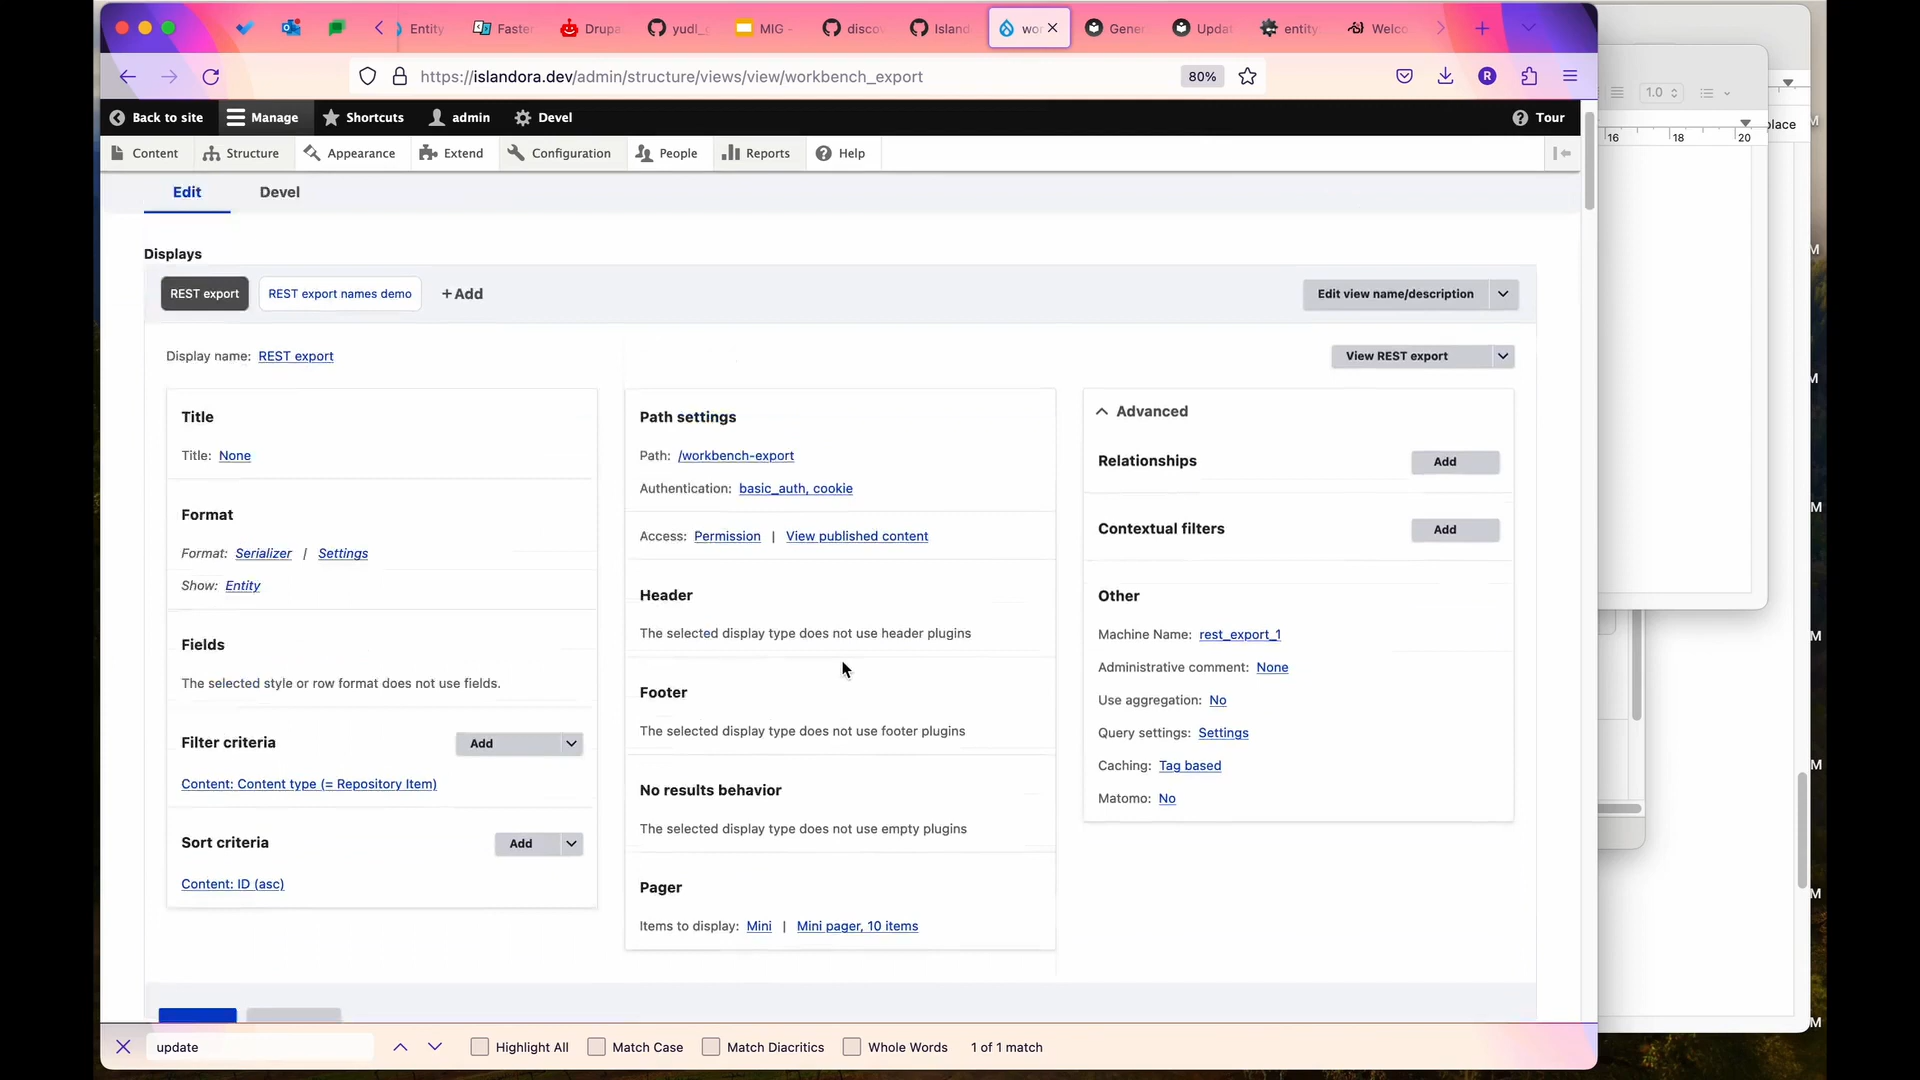 Entity
Faster
Drupa
yudi_g
MIG -
discov
Island
wor
Gener
Updat
entity
Welco
https://islandora.dev/admin/structure/views/view/workbench_export
80%
R
1.0
Back to site
Manage
Shortcuts
admin
Devel
Tour
place
16
18
20
Content
Structure
Appearance
Extend
Configuration
People
Reports
Help
Edit
Devel
Displays
REST export
REST export names demo
+ Add
Edit view name/description
Display name: REST export
View REST export
Title
Title: None
Format
Format: Serializer | Settings
Show: Entity
Fields
The selected style or row format does not use fields.
Filter criteria
Add
Content: Content type (= Repository Item)
Sort criteria
Add
Content: ID (asc)
Path settings
Path: /workbench-export
Authentication: basic_auth, cookie
Access: Permission | View published content
Header
The selected display type does not use header plugins
Footer
The selected display type does not use footer plugins
No results behavior
The selected display type does not use empty plugins
Pager
Items to display: Mini | Mini pager, 10 items
Advanced
Relationships
Add
Contextual filters
Add
Other
Machine Name: rest_export_1
Administrative comment: None
Use aggregation: No
Query settings: Settings
Caching: Tag based
Matomo: No
update
Highlight All
Match Case
Match Diacritics
Whole Words
1 of 1 match